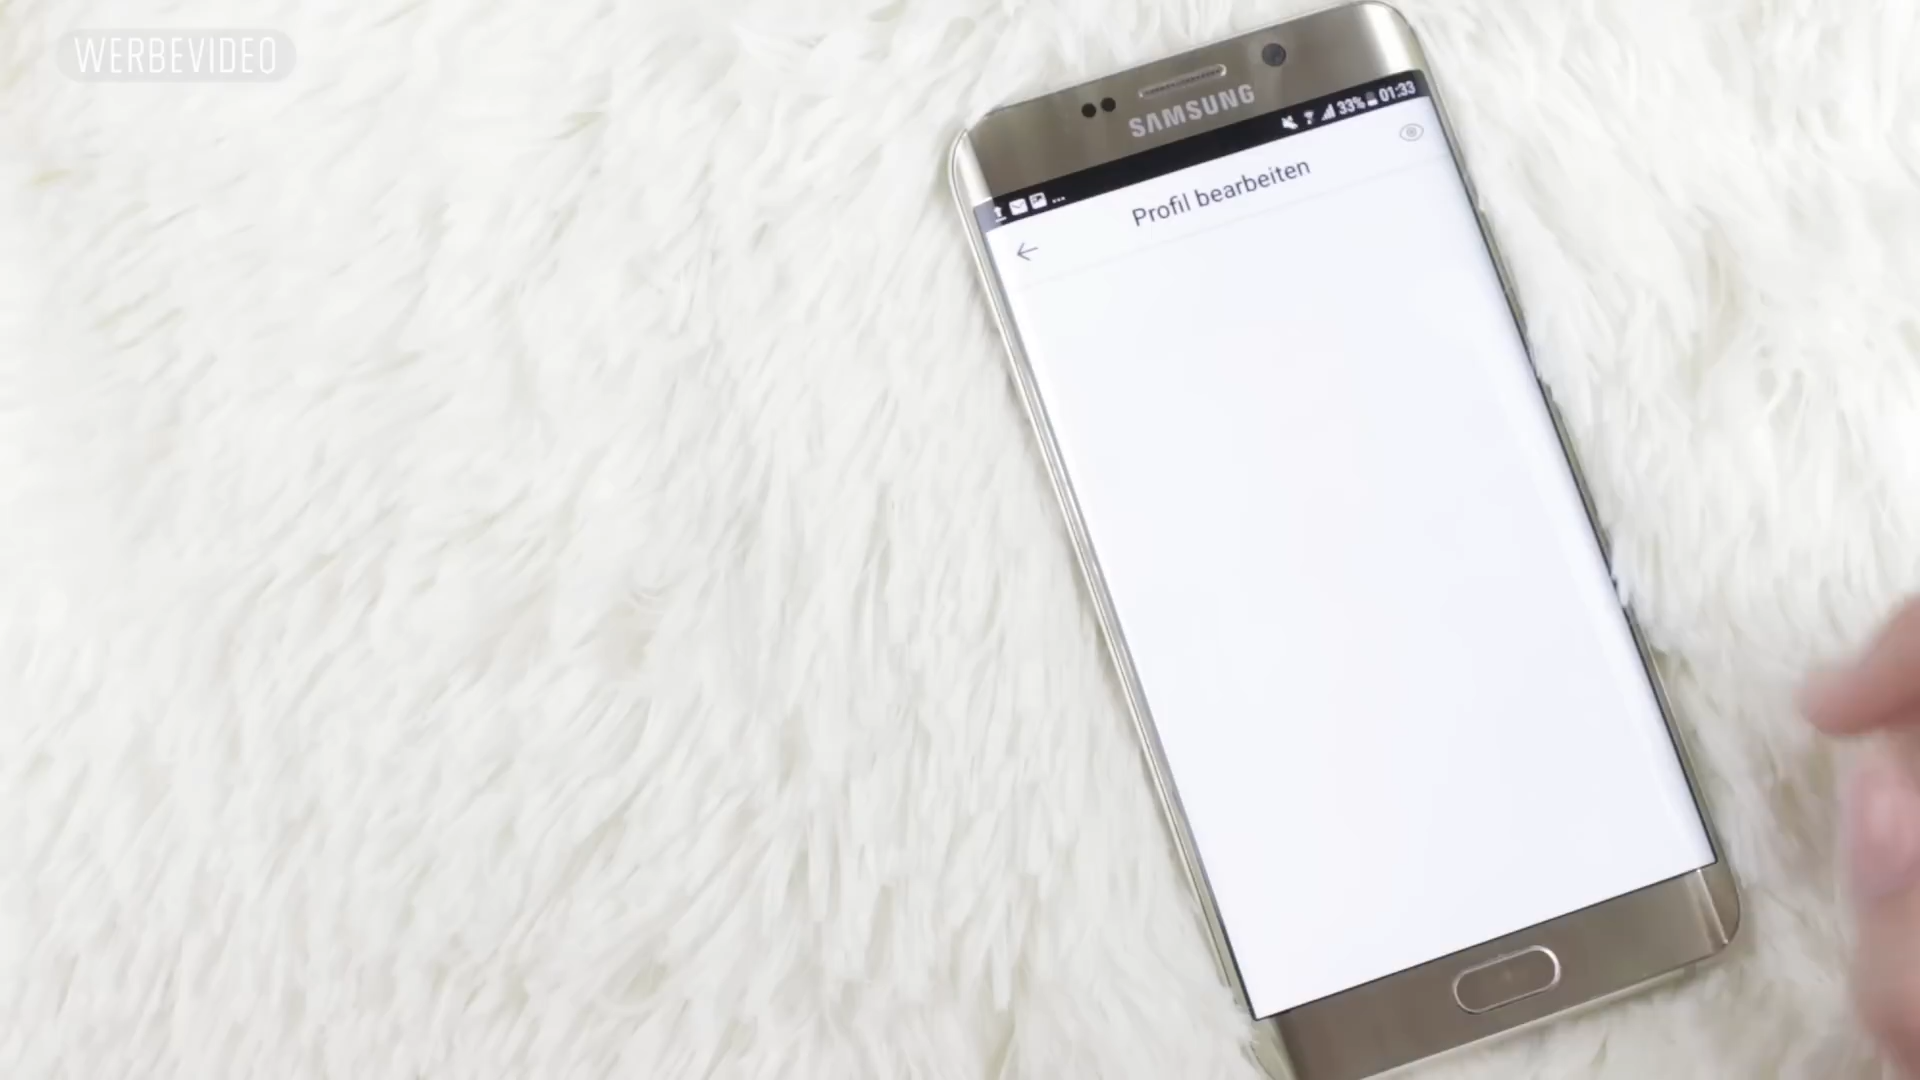 WERBEVIDEO
SAMSUNG
33% 01:33
...
Profil bearbeiten